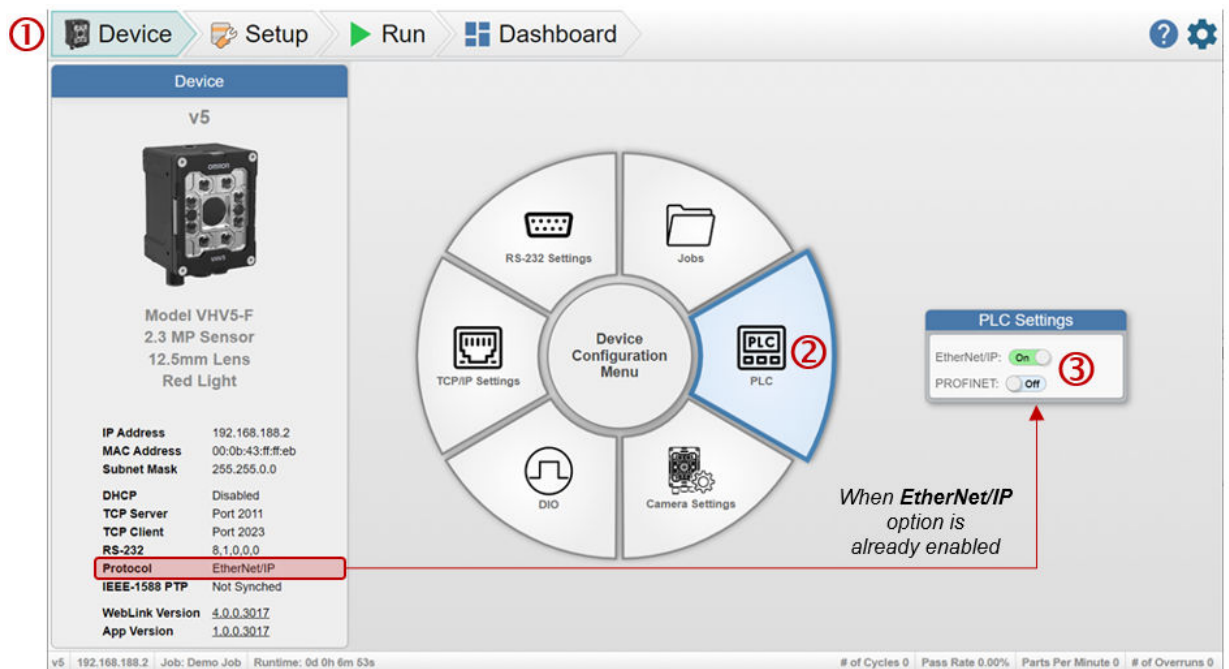 ① Device Setup Run Dashboard ?
Device
v5
OMRON
VHV5
Model VHV5-F
2.3 MP Sensor
12.5mm Lens
Red Light
IP Address 192.168.188.2
MAC Address 00:0b:43:ff:ff:eb
Subnet Mask 255.255.0.0
DHCP Disabled
TCP Server Port 2011
TCP Client Port 2023
RS-232 8,1,0,0,0
Protocol EtherNet/IP
IEEE-1588 PTP Not Synched
WebLink Version 4.0.0.3017
App Version 1.0.0.3017
RS-232 Settings
Jobs
TCP/IP Settings
Device
Configuration
Menu
PLC
②
PLC
DIO
Camera Settings
PLC Settings
EtherNet/IP: On
③
PROFINET: Off
When EtherNet/IP
option is
already enabled
v5 192.168.188.2 Job: Demo Job Runtime: 0d 0h 6m 53s # of Cycles 0 Pass Rate 0.00% Parts Per Minute 0 # of Overruns 0